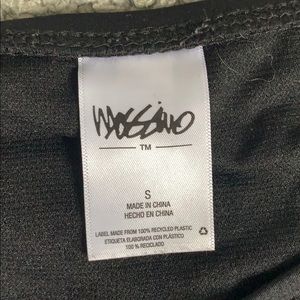 Mossimo
TM
S
MADE IN CHINA
HECHO EN CHINA
LABEL MADE FROM 100% RECYCLED PLASTIC
ETIQUETA ELABORADA CON PLÁSTICO
100 % RECICLADO